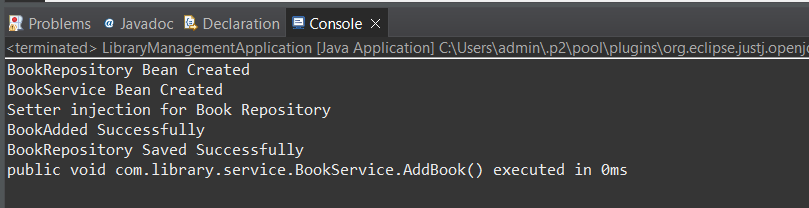 Problems @ Javadoc Declaration Console
<terminated> LibraryManagementApplication [Java Application] C:\Users\admin\.p2\pool\plugins\org.eclipse.justj.openjd
BookRepository Bean Created
BookService Bean Created
Setter injection for Book Repository
BookAdded Successfully
BookRepository Saved Successfully
public void com.library.service.BookService.AddBook() executed in 0ms